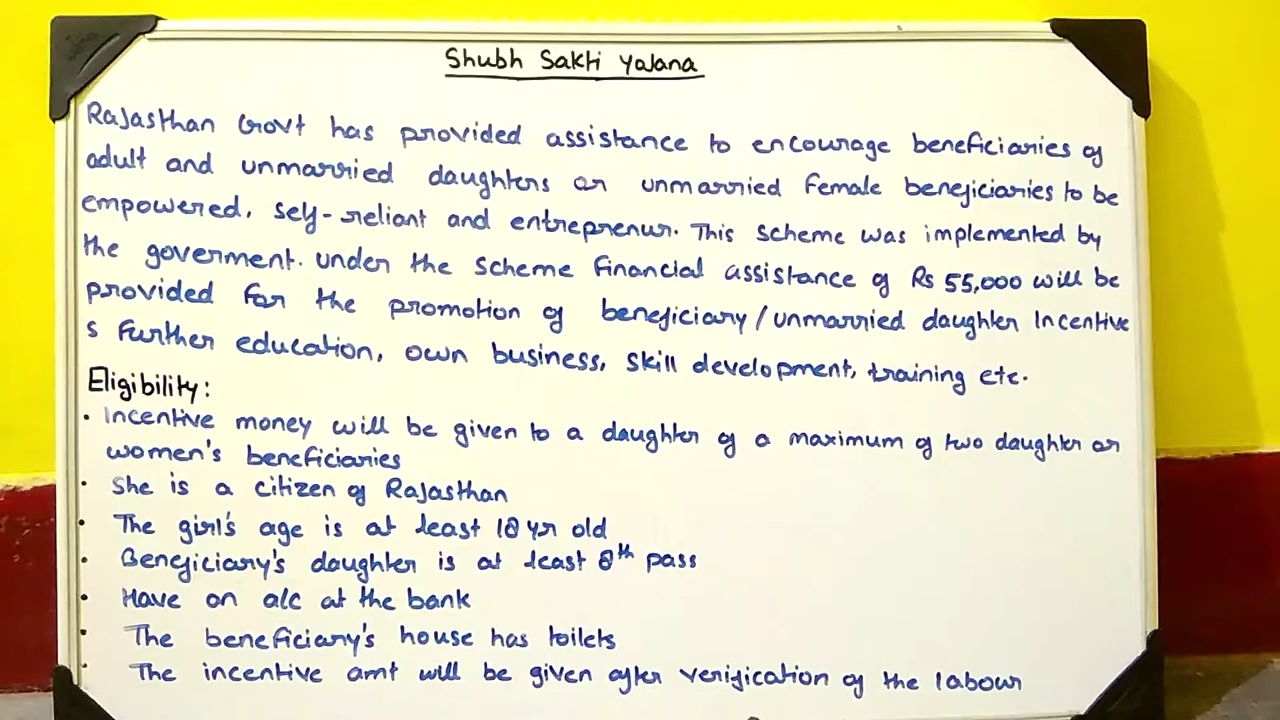 Shubh Sakti Yojana
Rajasthan Govt has provided assistance to encourage beneficiaries of
adult and unmarried daughters or unmarried female beneficiaries to be
empowered, self-reliant and entreprenur. This scheme was implemented by
the goverment. under the scheme financial assistance of Rs 55,000 will be
provided for the promotion of beneficiary/unmarried daughter Incentive
s further education, own business, skill development, training etc.
Eligibility:
• Incentive money will be given to a daughter of a maximum of two daughter or
women's beneficiaries
• She is a citizen of Rajasthan
• The girl's age is at least 18 yr old
• Beneficiary's daughter is at least 8th pass
• Have an a/c at the bank
• The beneficiary's house has toilets
• The incentive amt will be given after verification of the labour